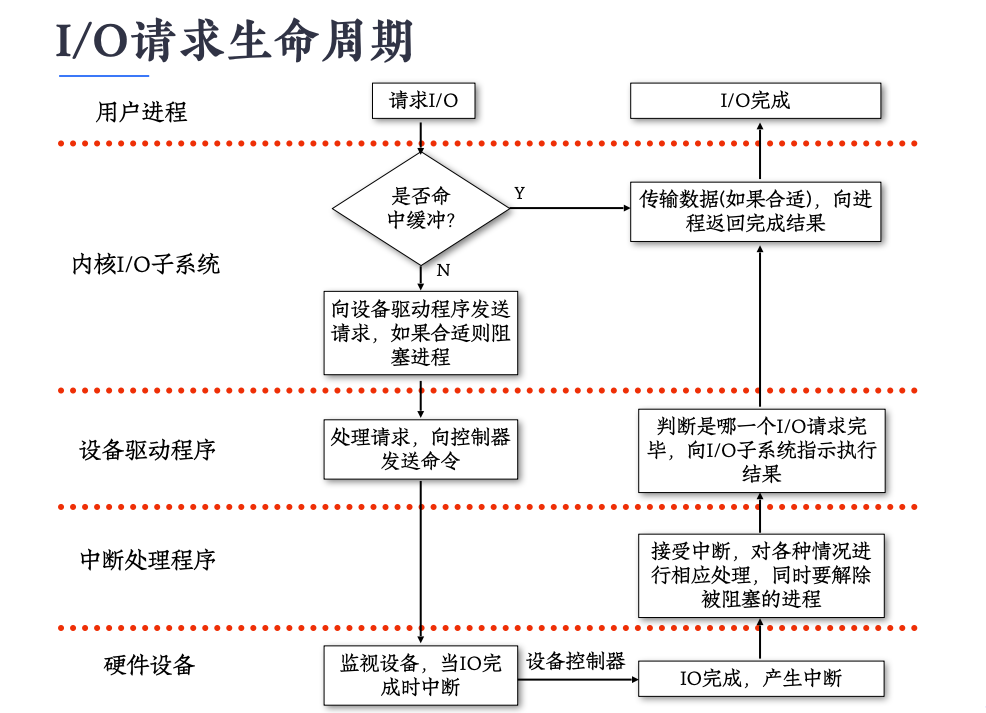 I/O请求生命周期
用户进程
请求I/O
I/O完成
是否命
中缓冲？
Y
N
传输数据(如果合适)，向进
程返回完成结果
内核I/O子系统
向设备驱动程序发送
请求，如果合适则阻
塞进程
设备驱动程序
处理请求，向控制器
发送命令
判断是哪一个I/O请求完
毕，向I/O子系统指示执行
结果
中断处理程序
接受中断，对各种情况进
行相应处理，同时要解除
被阻塞的进程
硬件设备
监视设备，当IO完
成时中断
设备控制器
IO完成，产生中断